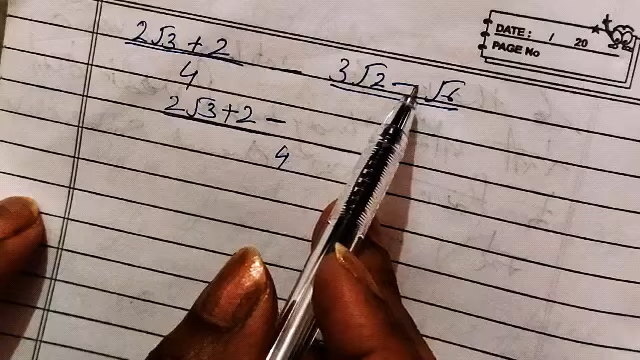 DATE: / 20
PAGE No
2√3 + 2 — 3√2 - √6
4
2√3 + 2 -
4